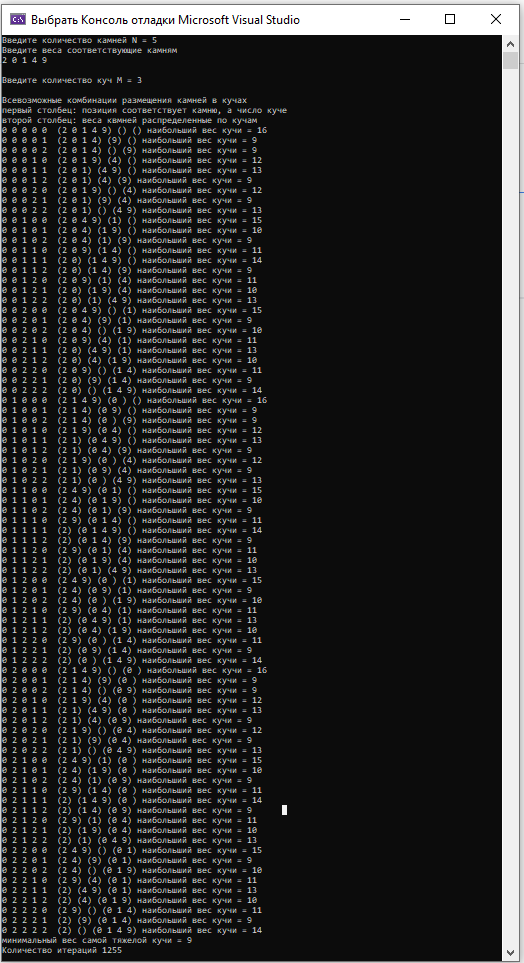 Выбрать Консоль отладки Microsoft Visual Studio
Введите количество камней N = 5
Введите веса соответствующие камням
2 0 1 4 9
Введите количество куч M = 3
Всевозможные комбинации размещения камней в кучах
первый столбец: позиция соответствует камню, а число куче
второй столбец: веса квмней распределенные по кучам
0 0 0 0 0  (2 0 1 4 9) () () наибольший вес кучи = 16
0 0 0 0 1  (2 0 1 4) (9) () наибольший вес кучи = 9
0 0 0 0 2  (2 0 1 4) () (9) наибольший вес кучи = 9
0 0 0 1 0  (2 0 1 9) (4) () наибольший вес кучи = 12
0 0 0 1 1  (2 0 1) (4 9) () наибольший вес кучи = 13
0 0 0 1 2  (2 0 1) (4) (9) наибольший вес кучи = 9
0 0 0 2 0  (2 0 1 9) () (4) наибольший вес кучи = 12
0 0 0 2 1  (2 0 1) (9) (4) наибольший вес кучи = 9
0 0 0 2 2  (2 0 1) () (4 9) наибольший вес кучи = 13
0 0 1 0 0  (2 0 4 9) (1) () наибольший вес кучи = 15
0 0 1 0 1  (2 0 4) (1 9) () наибольший вес кучи = 10
0 0 1 0 2  (2 0 4) (1) (9) наибольший вес кучи = 9
0 0 1 1 0  (2 0 9) (1 4) () наибольший вес кучи = 11
0 0 1 1 1  (2 0) (1 4 9) () наибольший вес кучи = 14
0 0 1 1 2  (2 0) (1 4) (9) наибольший вес кучи = 9
0 0 1 2 0  (2 0 9) (1) (4) наибольший вес кучи = 11
0 0 1 2 1  (2 0) (1 9) (4) наибольший вес кучи = 10
0 0 1 2 2  (2 0) (1) (4 9) наибольший вес кучи = 13
0 0 2 0 0  (2 0 4 9) () (1) наибольший вес кучи = 15
0 0 2 0 1  (2 0 4) (9) (1) наибольший вес кучи = 9
0 0 2 0 2  (2 0 4) () (1 9) наибольший вес кучи = 10
0 0 2 1 0  (2 0 9) (4) (1) наибольший вес кучи = 11
0 0 2 1 1  (2 0) (4 9) (1) наибольший вес кучи = 13
0 0 2 1 2  (2 0) (4) (1 9) наибольший вес кучи = 10
0 0 2 2 0  (2 0 9) () (1 4) наибольший вес кучи = 11
0 0 2 2 1  (2 0) (9) (1 4) наибольший вес кучи = 9
0 0 2 2 2  (2 0) () (1 4 9) наибольший вес кучи = 14
0 1 0 0 0  (2 1 4 9) (0 ) () наибольший вес кучи = 16
0 1 0 0 1  (2 1 4) (0 9) () наибольший вес кучи = 9
0 1 0 0 2  (2 1 4) (0 ) (9) наибольший вес кучи = 9
0 1 0 1 0  (2 1 9) (0 4) () наибольший вес кучи = 12
0 1 0 1 1  (2 1) (0 4 9) () наибольший вес кучи = 13
0 1 0 1 2  (2 1) (0 4) (9) наибольший вес кучи = 9
0 1 0 2 0  (2 1 9) (0 ) (4) наибольший вес кучи = 12
0 1 0 2 1  (2 1) (0 9) (4) наибольший вес кучи = 9
0 1 0 2 2  (2 1) (0 ) (4 9) наибольший вес кучи = 13
0 1 1 0 0  (2 4 9) (0 1) () наибольший вес кучи = 15
0 1 1 0 1  (2 4) (0 1 9) () наибольший вес кучи = 10
0 1 1 0 2  (2 4) (0 1) (9) наибольший вес кучи = 9
0 1 1 1 0  (2 9) (0 1 4) () наибольший вес кучи = 11
0 1 1 1 1  (2) (0 1 4 9) () наибольший вес кучи = 14
0 1 1 1 2  (2) (0 1 4) (9) наибольший вес кучи = 9
0 1 1 2 0  (2 9) (0 1) (4) наибольший вес кучи = 11
0 1 1 2 1  (2) (0 1 9) (4) наибольший вес кучи = 10
0 1 1 2 2  (2) (0 1) (4 9) наибольший вес кучи = 13
0 1 2 0 0  (2 4 9) (0 ) (1) наибольший вес кучи = 15
0 1 2 0 1  (2 4) (0 9) (1) наибольший вес кучи = 9
0 1 2 0 2  (2 4) (0 ) (1 9) наибольший вес кучи = 10
0 1 2 1 0  (2 9) (0 4) (1) наибольший вес кучи = 11
0 1 2 1 1  (2) (0 4 9) (1) наибольший вес кучи = 13
0 1 2 1 2  (2) (0 4) (1 9) наибольший вес кучи = 10
0 1 2 2 0  (2 9) (0 ) (1 4) наибольший вес кучи = 11
0 1 2 2 1  (2) (0 9) (1 4) наибольший вес кучи = 9
0 1 2 2 2  (2) (0 ) (1 4 9) наибольший вес кучи = 14
0 2 0 0 0  (2 1 4 9) () (0 ) наибольший вес кучи = 16
0 2 0 0 1  (2 1 4) (9) (0 ) наибольший вес кучи = 9
0 2 0 0 2  (2 1 4) () (0 9) наибольший вес кучи = 9
0 2 0 1 0  (2 1 9) (4) (0 ) наибольший вес кучи = 12
0 2 0 1 1  (2 1) (4 9) (0 ) наибольший вес кучи = 13
0 2 0 1 2  (2 1) (4) (0 9) наибольший вес кучи = 9
0 2 0 2 0  (2 1 9) () (0 4) наибольший вес кучи = 12
0 2 0 2 1  (2 1) (9) (0 4) наибольший вес кучи = 9
0 2 0 2 2  (2 1) () (0 4 9) наибольший вес кучи = 13
0 2 1 0 0  (2 4 9) (1) (0 ) наибольший вес кучи = 15
0 2 1 0 1  (2 4) (1 9) (0 ) наибольший вес кучи = 10
0 2 1 0 2  (2 4) (1) (0 9) наибольший вес кучи = 9
0 2 1 1 0  (2 9) (1 4) (0 ) наибольший вес кучи = 11
0 2 1 1 1  (2) (1 4 9) (0 ) наибольший вес кучи = 14
0 2 1 1 2  (2) (1 4) (0 9) наибольший вес кучи = 9
0 2 1 2 0  (2 9) (1) (0 4) наибольший вес кучи = 11
0 2 1 2 1  (2) (1 9) (0 4) наибольший вес кучи = 10
0 2 1 2 2  (2) (1) (0 4 9) наибольший вес кучи = 13
0 2 2 0 0  (2 4 9) () (0 1) наибольший вес кучи = 15
0 2 2 0 1  (2 4) (9) (0 1) наибольший вес кучи = 9
0 2 2 0 2  (2 4) () (0 1 9) наибольший вес кучи = 10
0 2 2 1 0  (2 9) (4) (0 1) наибольший вес кучи = 11
0 2 2 1 1  (2) (4 9) (0 1) наибольший вес кучи = 13
0 2 2 1 2  (2) (4) (0 1 9) наибольший вес кучи = 10
0 2 2 2 0  (2 9) () (0 1 4) наибольший вес кучи = 11
0 2 2 2 1  (2) (9) (0 1 4) наибольший вес кучи = 9
0 2 2 2 2  (2) () (0 1 4 9) наибольший вес кучи = 14
минимальный вес самой тяжелой кучи = 9
Количество итераций 1255